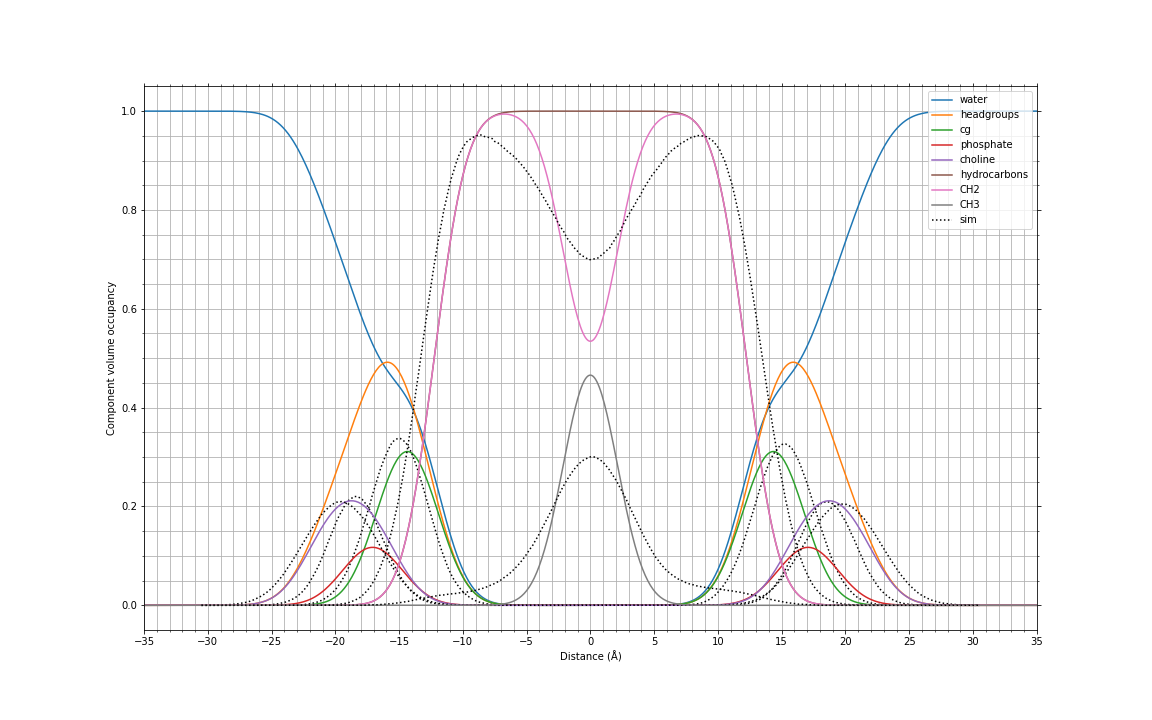 1.0
0.8
0.6
0.4
0.2
0.0
Component volume occupancy
−35 −30 −25 −20 −15 −10 −5 0 5 10 15 20 25 30 35
Distance (Å)
water
headgroups
cg
phosphate
choline
hydrocarbons
CH2
CH3
sim